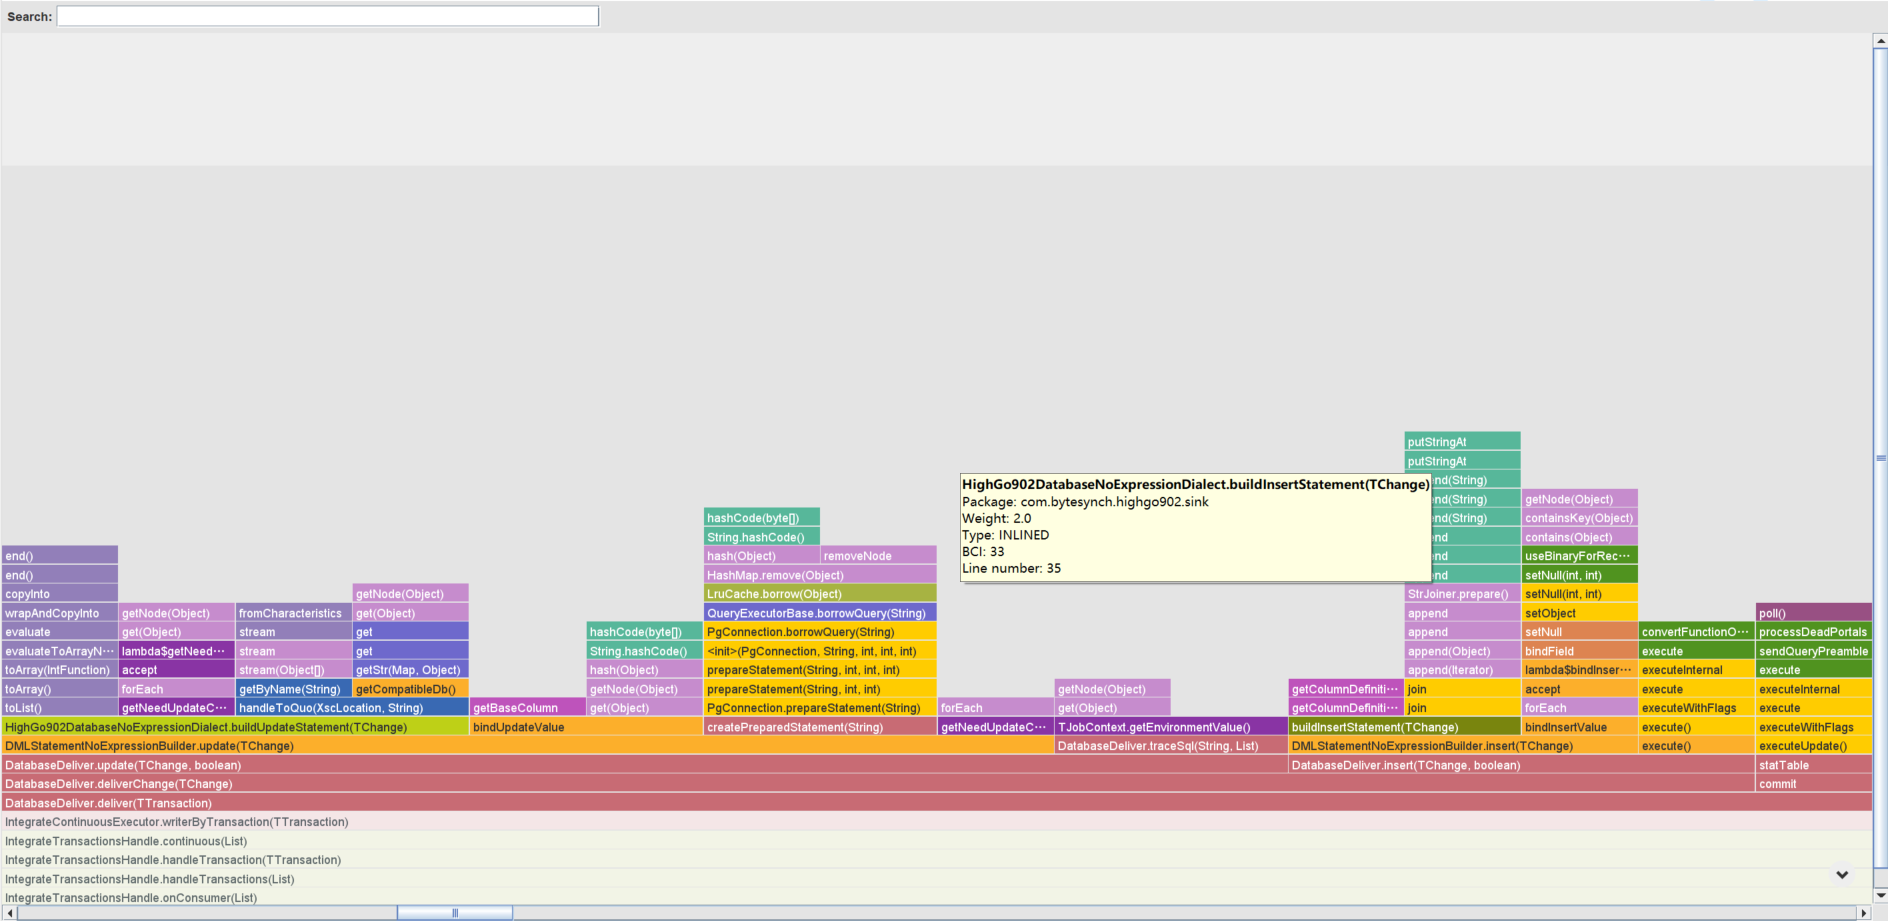 Search:
putStringAt
putStringAt
end(String)
end(String) getNode(Object)
hashCode(byte[]) end(String) containsKey(Object)
String.hashCode() end contains(Object)
end() hash(Object) removeNode end useBinaryForRec···
end() HashMap.remove(Object) end setNull(int, int)
copyInto getNode(Object) LruCache.borrow(Object) StrJoiner.prepare() setNull(int, int)
wrapAndCopyInto getNode(Object) fromCharacteristics get(Object) QueryExecutorBase.borrowQuery(String) append setObject poll()
evaluate get(Object) stream get hashCode(byte[]) PgConnection.borrowQuery(String) append setNull convertFunctionO··· processDeadPortals
evaluateToArrayN··· lambda$getNeed··· stream get String.hashCode() <init>(PgConnection, String, int, int, int) append(Object) bindField execute sendQueryPreamble
toArray(IntFunction) accept stream(Object[]) getStr(Map, Object) hash(Object) prepareStatement(String, int, int, int) append(Iterator) lambda$bindInser··· executeInternal execute
toArray() forEach getByName(String) getCompatibleDb() getNode(Object) prepareStatement(String, int, int) getNode(Object) getColumnDefiniti··· join accept execute executeInternal
toList() getNeedUpdateC··· handleToQuo(XscLocation, String) getBaseColumn get(Object) PgConnection.prepareStatement(String) forEach get(Object) getColumnDefiniti··· join forEach executeWithFlags execute
HighGo902DatabaseNoExpressionDialect.buildUpdateStatement(TChange) bindUpdateValue createPreparedStatement(String) getNeedUpdateC··· TJobContext.getEnvironmentValue() buildInsertStatement(TChange) bindInsertValue execute() executeWithFlags
DMLStatementNoExpressionBuilder.update(TChange) DatabaseDeliver.traceSql(String, List) DMLStatementNoExpressionBuilder.insert(TChange) execute() executeUpdate()
DatabaseDeliver.update(TChange, boolean) DatabaseDeliver.insert(TChange, boolean) statTable
DatabaseDeliver.deliverChange(TChange) commit
DatabaseDeliver.deliver(TTransaction)
IntegrateContinuousExecutor.writerByTransaction(TTransaction)
IntegrateTransactionsHandle.continuous(List)
IntegrateTransactionsHandle.handleTransaction(TTransaction)
IntegrateTransactionsHandle.handleTransactions(List)
IntegrateTransactionsHandle.onConsumer(List)
HighGo902DatabaseNoExpressionDialect.buildInsertStatement(TChange)
Package: com.bytesynch.highgo902.sink
Weight: 2.0
Type: INLINED
BCI: 33
Line number: 35